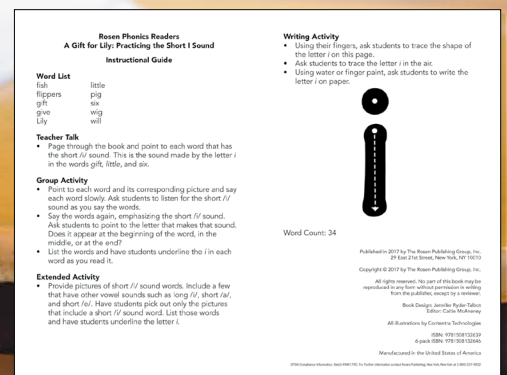 Rosen Phonics Readers
A Gift for Lily: Practicing the Short I Sound
Instructional Guide
Word List
fish little
flippers pig
gift six
give wig
Lily will
Teacher Talk
• Page through the book and point to each word that has
the short /i/ sound. This is the sound made by the letter i
in the words gift, little, and six.
Group Activity
• Point to each word and its corresponding picture and say
each word slowly. Ask students to listen for the short /i/
sound as you say the words.
• Say the words again, emphasizing the short /i/ sound.
Ask students to point to the letter that makes that sound.
Does it appear at the beginning of the word, in the
middle, or at the end?
• List the words and have students underline the i in each
word as you read it.
Extended Activity
• Provide pictures of short /i/ sound words. Include a few
that have other vowel sounds such as long /i/, short /a/,
and short /e/. Have students pick out only the pictures
that include a short /i/ sound word. List those words
and have students underline the letter i.
Writing Activity
• Using their fingers, ask students to trace the shape of
the letter i on this page.
• Ask students to trace the letter i in the air.
• Using water or finger paint, ask students to write the
letter i on paper.
Word Count: 34
Published in 2017 by The Rosen Publishing Group, Inc.
29 East 21st Street, New York, NY 10010
Copyright © 2017 by The Rosen Publishing Group, Inc.
All rights reserved. No part of this book may be
reproduced in any form without permission in writing
from the publisher, except by a reviewer.
Book Design: Jennifer Ryder-Talbot
Editor: Caitie McAneney
All illustrations by Contentra Technologies
ISBN: 9781508132639
6-pack ISBN: 9781508132646
Manufactured in the United States of America